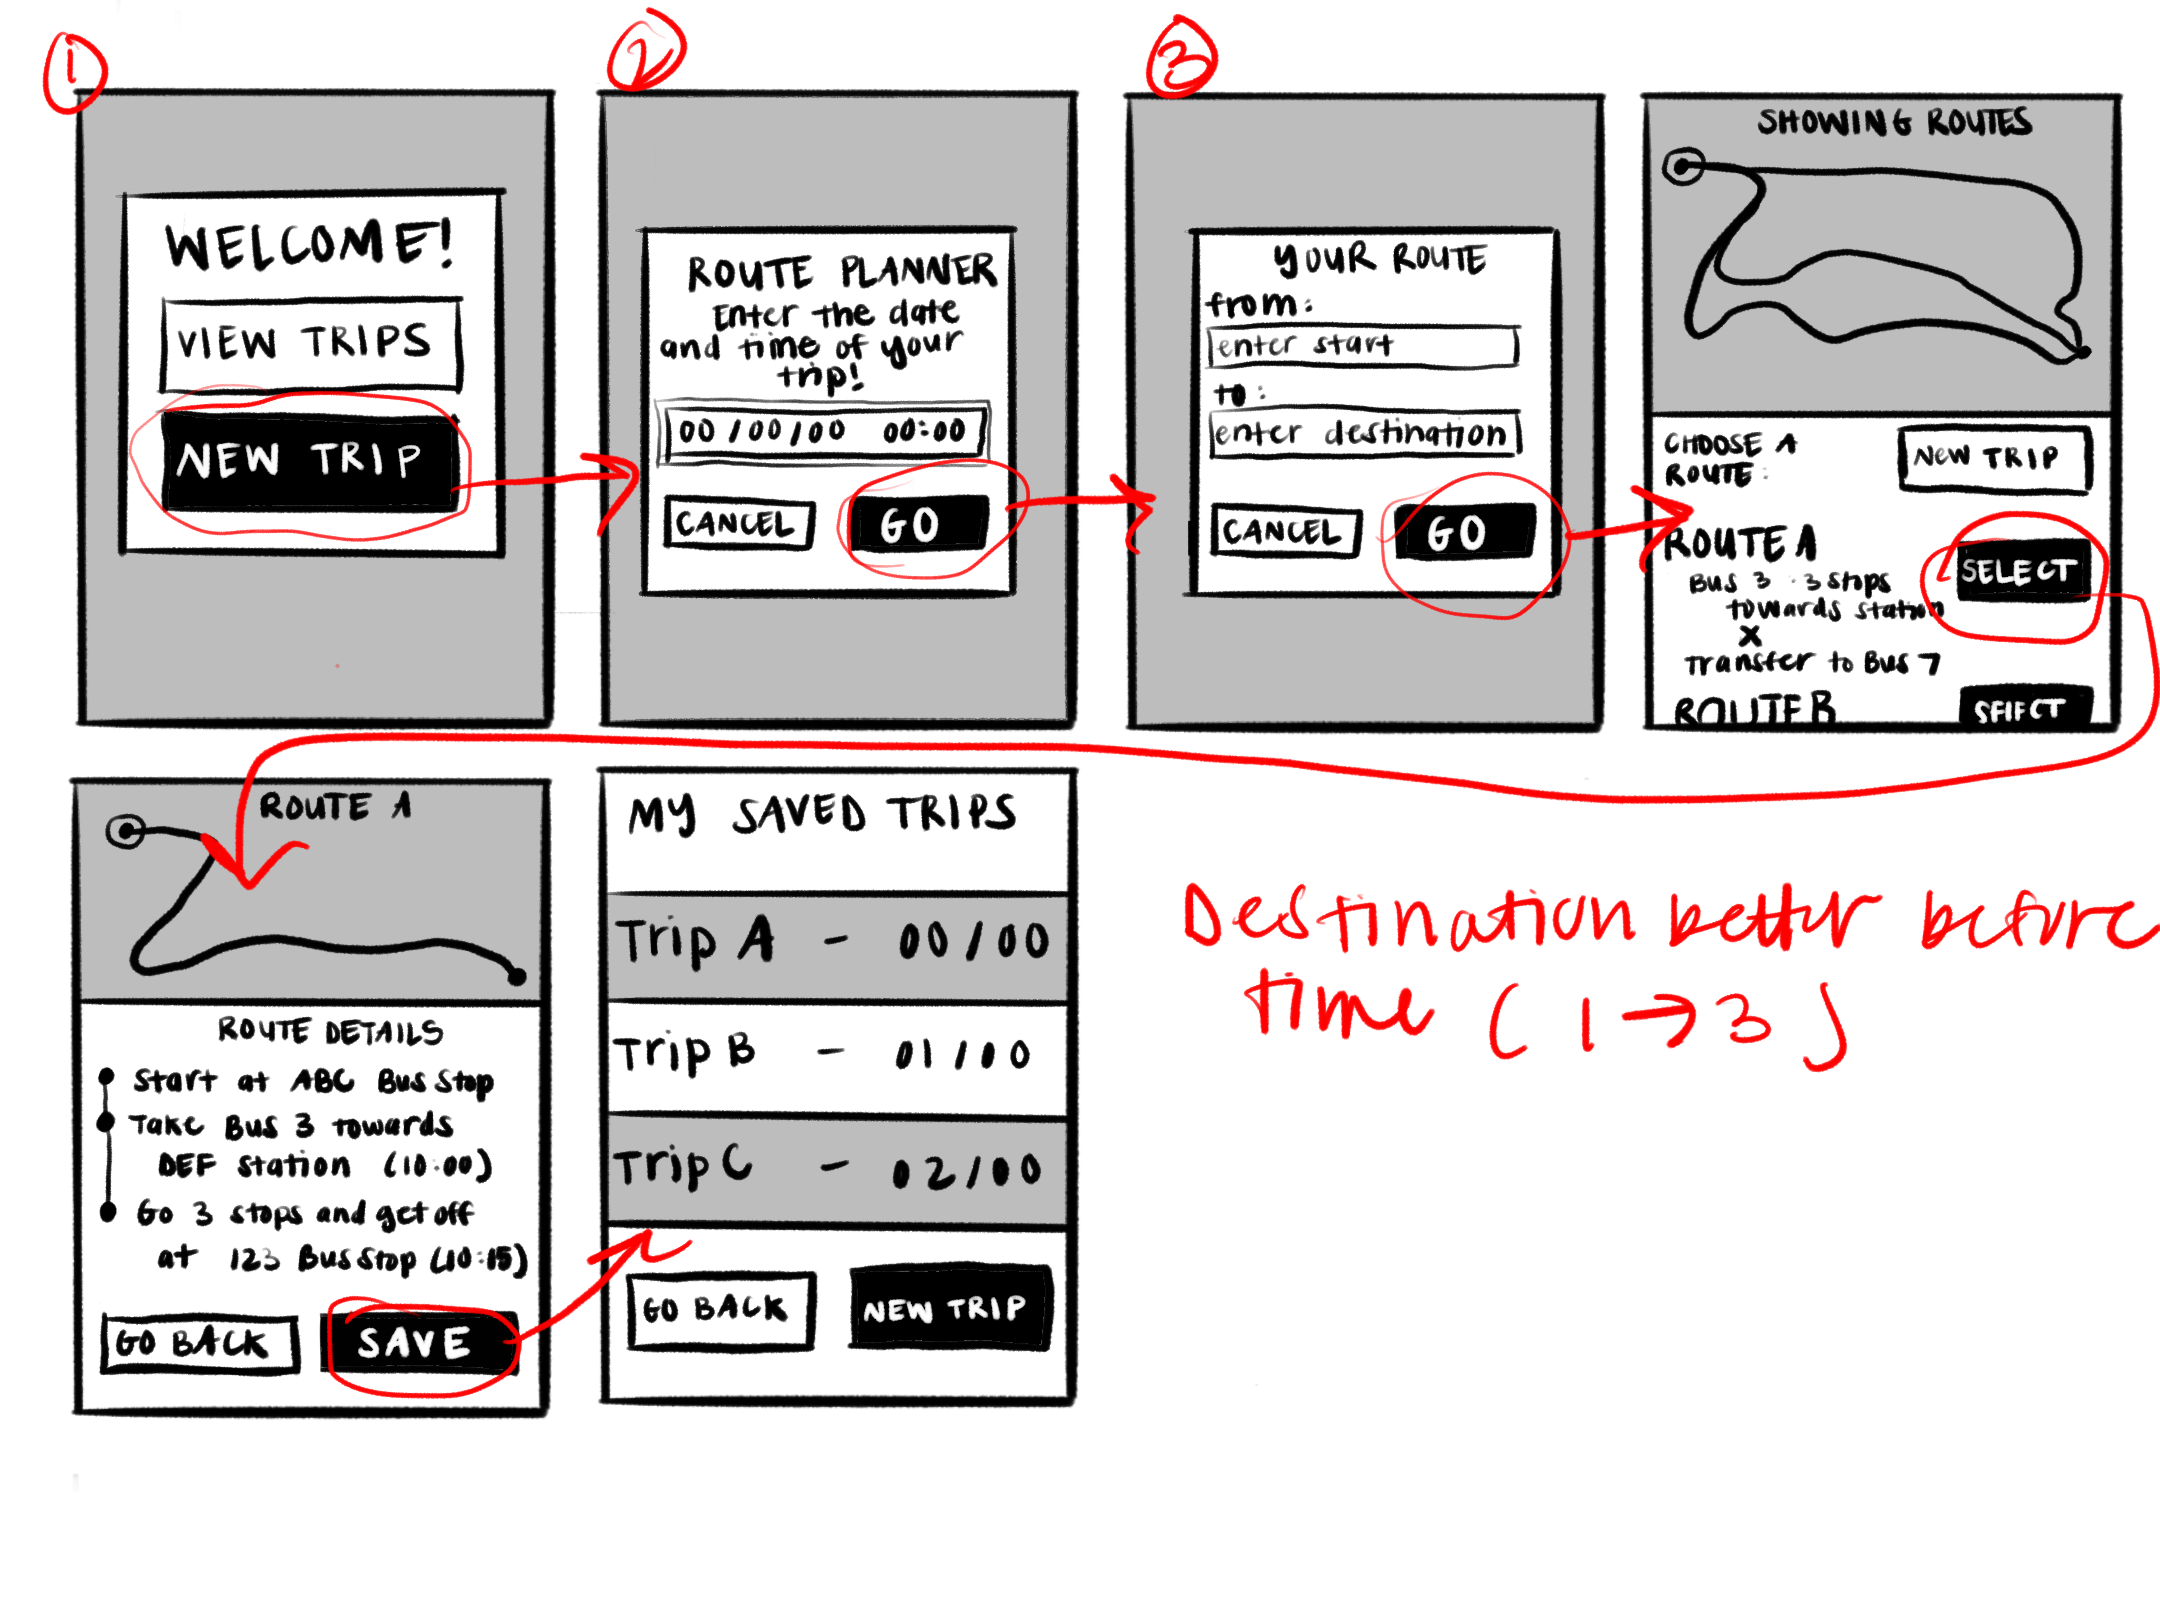 1
2
3
WELCOME!
VIEW TRIPS
NEW TRIP
ROUTE PLANNER
Enter the date
and time of your
trip!
00/00/00 00:00
CANCEL
GO
YOUR ROUTE
from:
enter start
to:
enter destination
CANCEL
GO
SHOWING ROUTES
CHOOSE A
ROUTE:
NEW TRIP
ROUTE A
SELECT
Bus 3 · 3 stops
towards station
X
Transfer to Bus 7
ROUTE B
SELECT
ROUTE A
ROUTE DETAILS
Start at ABC Bus Stop
Take Bus 3 towards
DEF Station (10:00)
Go 3 stops and get off
at 123 Bus Stop (10:15)
GO BACK
SAVE
MY SAVED TRIPS
Trip A - 00/00
Trip B - 01/00
Trip C - 02/00
GO BACK
NEW TRIP
Destination better before
time (1→3)